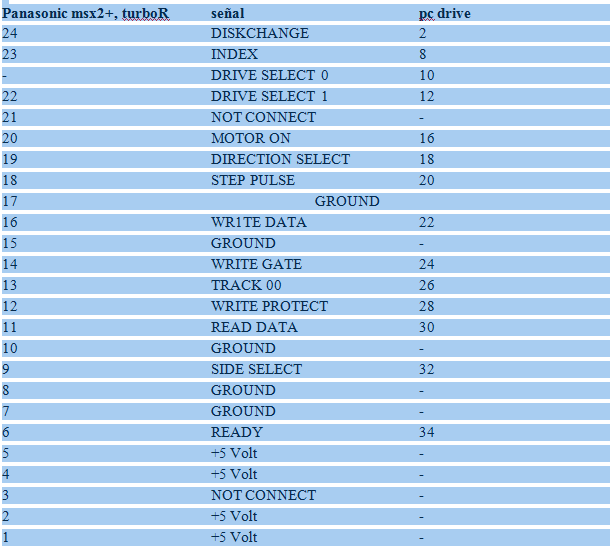 Panasonic msx2+, turboR señal pc drive
24 DISKCHANGE 2
23 INDEX 8
- DRIVE SELECT 0 10
22 DRIVE SELECT 1 12
21 NOT CONNECT -
20 MOTOR ON 16
19 DIRECTION SELECT 18
18 STEP PULSE 20
17 GROUND
16 WR1TE DATA 22
15 GROUND -
14 WRITE GATE 24
13 TRACK 00 26
12 WRITE PROTECT 28
11 READ DATA 30
10 GROUND -
9 SIDE SELECT 32
8 GROUND -
7 GROUND -
6 READY 34
5 +5 Volt -
4 +5 Volt -
3 NOT CONNECT -
2 +5 Volt -
1 +5 Volt -